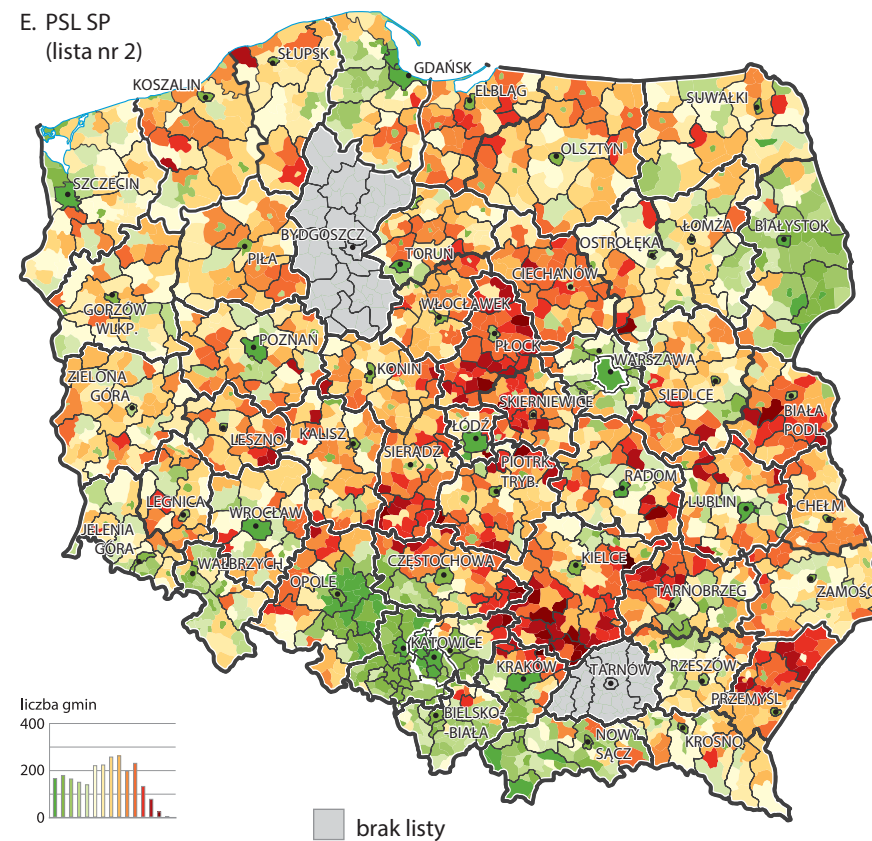 E. PSL SP
(lista nr 2)
SŁUPSK
GDAŃSK
KOSZALIN
ELBLĄG
SUWAŁKI
OLSZTYN
SZCZECIN
BYDGOSZCZ
PIŁA
TORUŃ
OSTROŁĘKA
ŁOMŻA
BIAŁYSTOK
CIECHANÓW
WŁOCŁAWEK
GORZÓW
WLKP.
POZNAŃ
PŁOCK
WARSZAWA
KONIN
ZIELONA
GÓRA
SIEDLCE
SKIERNIEWICE
BIAŁA
PODL.
LESZNO
KALISZ
ŁÓDŹ
SIERADZ
PIOTRK.
TRYB.
RADOM
LUBLIN
CHEŁM
LEGNICA
WROCŁAW
JELENIA
GÓRA
WAŁBRZYCH
OPOLE
CZĘSTOCHOWA
KIELCE
TARNOBRZEG
ZAMOŚĆ
KATOWICE
KRAKÓW
TARNÓW
RZESZÓW
PRZEMYŚL
BIELSKO-
-BIAŁA
NOWY
SĄCZ
KROSNO
liczba gmin
400
200
0
brak listy